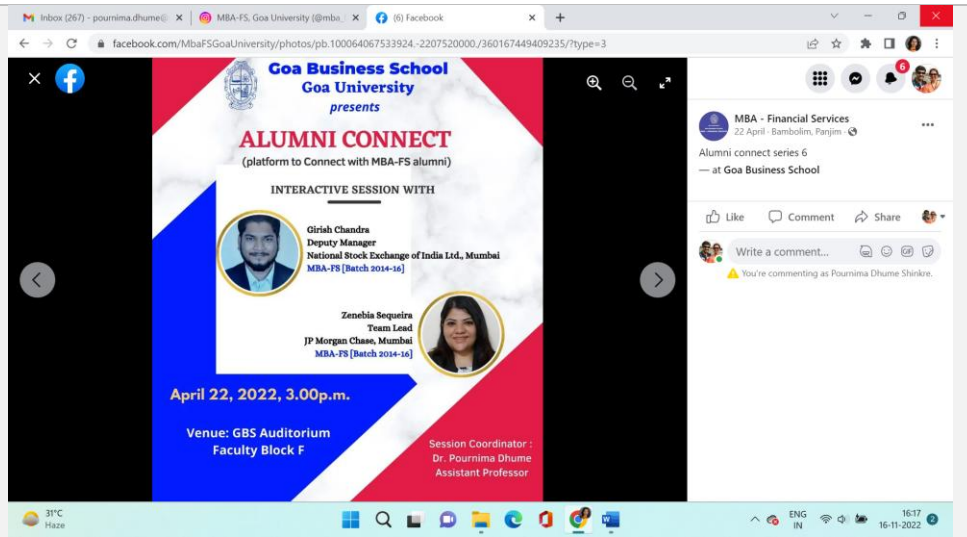 Inbox (267) - pournima.dhume@
MBA-FS, Goa University (@mba_
(6) Facebook
facebook.com/MbaFSGoaUniversity/photos/pb.100064067533924.-2207520000./360167449409235/?type=3
Goa Business School
Goa University
presents
ALUMNI CONNECT
(platform to Connect with MBA-FS alumni)
INTERACTIVE SESSION WITH
Girish Chandra
Deputy Manager
National Stock Exchange of India Ltd., Mumbai
MBA-FS [Batch 2014-16]
Zenebia Sequeira
Team Lead
JP Morgan Chase, Mumbai
MBA-FS [Batch 2014-16]
April 22, 2022, 3.00p.m.
Venue: GBS Auditorium
Faculty Block F
Session Coordinator :
Dr. Pournima Dhume
Assistant Professor
6
MBA - Financial Services
22 April · Bambolim, Panjim ·
Alumni connect series 6
— at Goa Business School
Like Comment Share
Write a comment...
GIF
You're commenting as Pournima Dhume Shinkre.
31°C
Haze
ENG
IN
16:17
16-11-2022
2